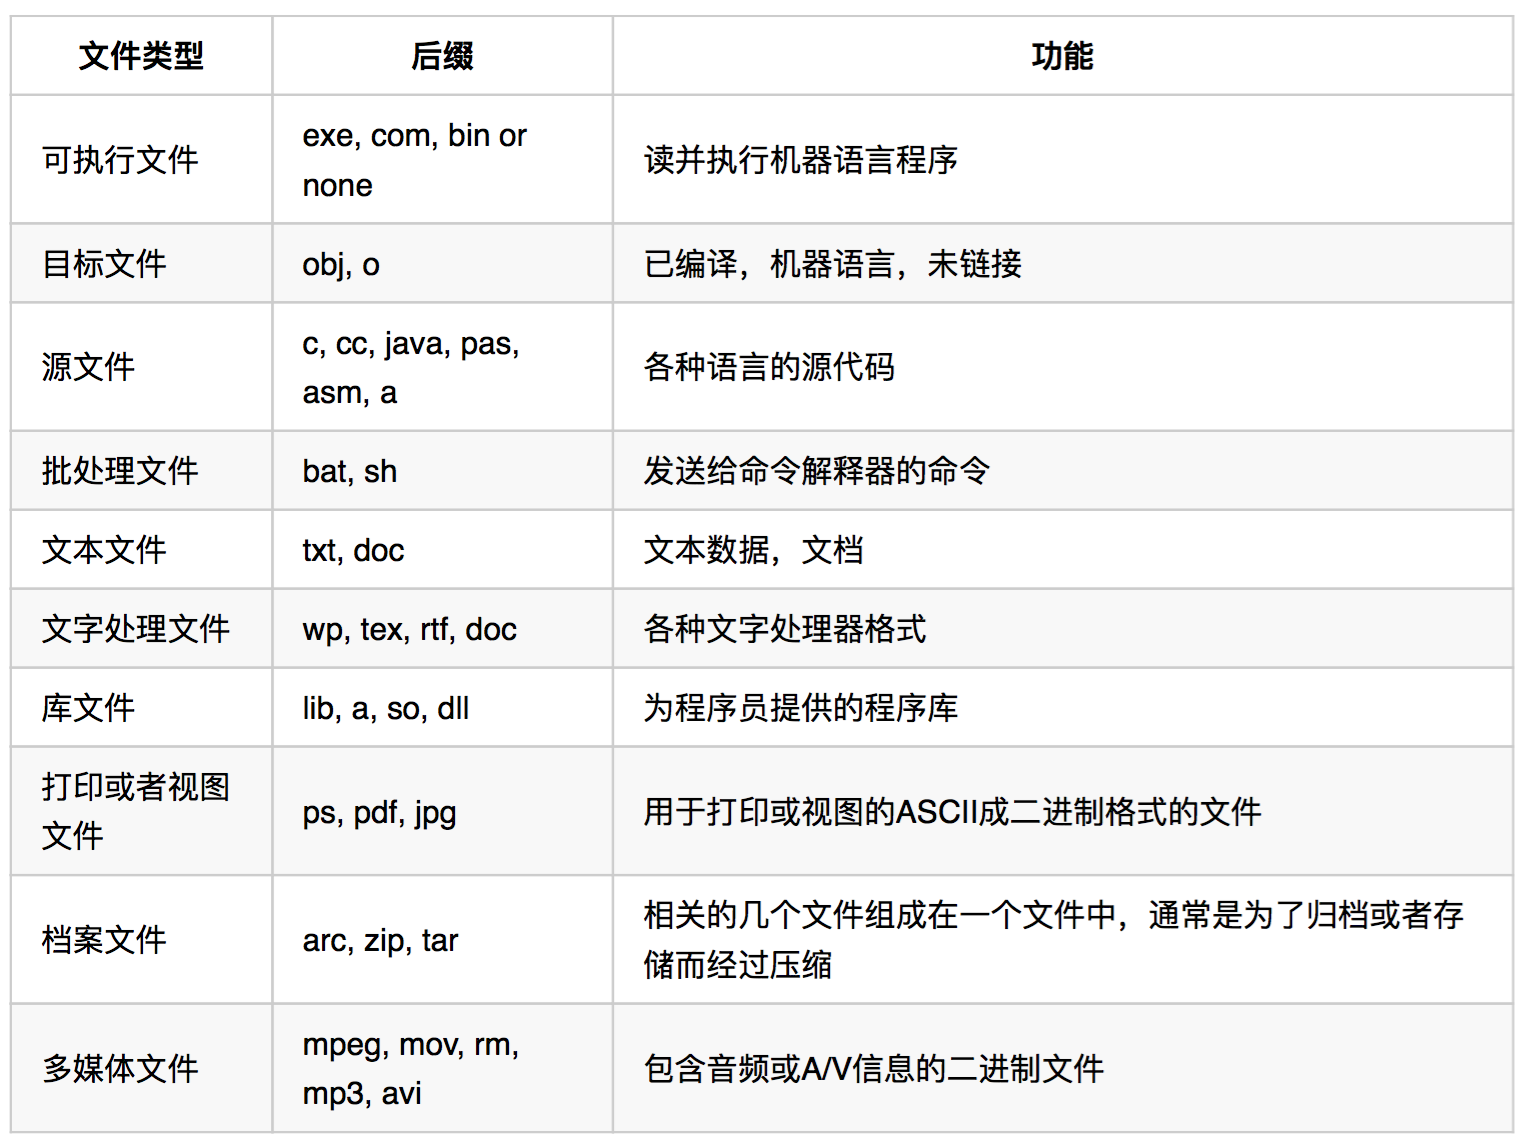 文件类型 后缀 功能
可执行文件 exe, com, bin or
none 读并执行机器语言程序
目标文件 obj, o 已编译，机器语言，未链接
源文件 c, cc, java, pas,
asm, a 各种语言的源代码
批处理文件 bat, sh 发送给命令解释器的命令
文本文件 txt, doc 文本数据，文档
文字处理文件 wp, tex, rtf, doc 各种文字处理器格式
库文件 lib, a, so, dll 为程序员提供的程序库
打印或者视图
文件 ps, pdf, jpg 用于打印或视图的ASCII成二进制格式的文件
档案文件 arc, zip, tar 相关的几个文件组成在一个文件中，通常是为了归档或者存
储而经过压缩
多媒体文件 mpeg, mov, rm,
mp3, avi 包含音频或A/V信息的二进制文件